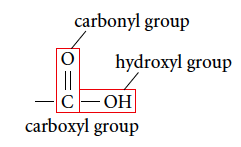 carbonyl group
O
hydroxyl group
C — OH
carboxyl group